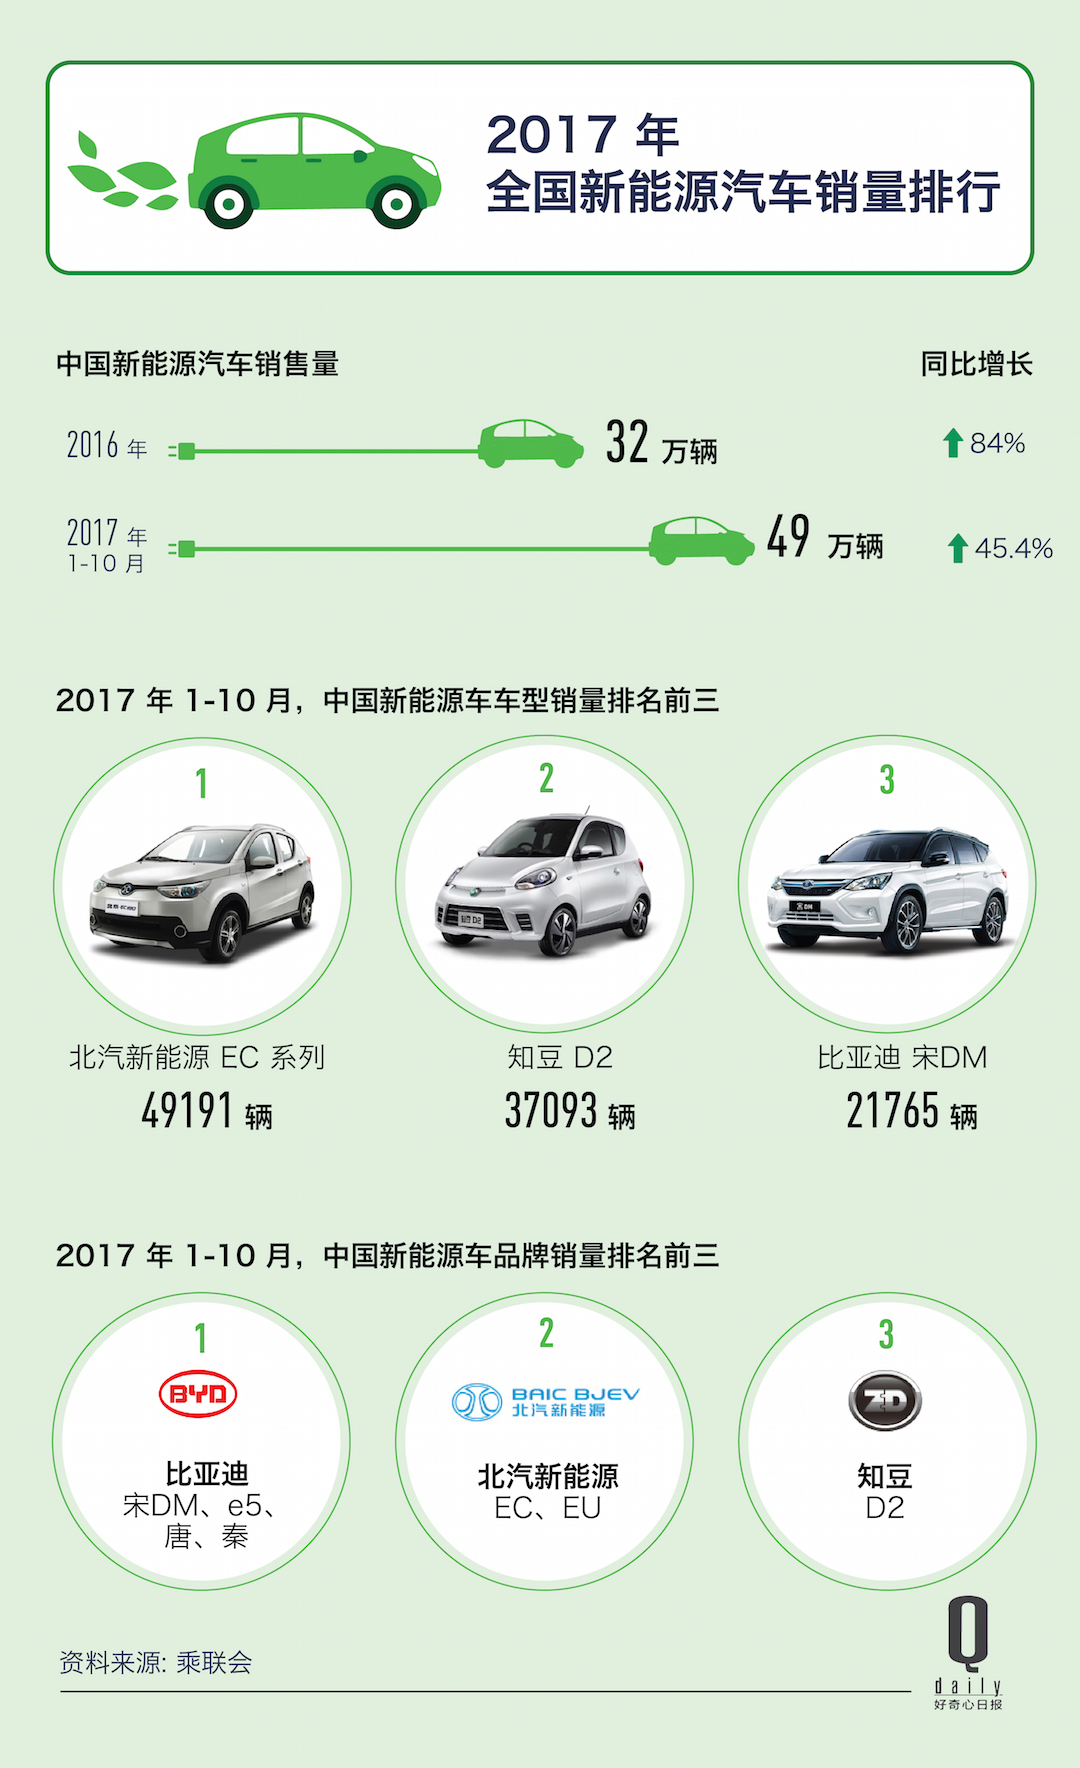 2017 年
全国新能源汽车销量排行
中国新能源汽车销售量
同比增长
2016 年
32 万辆
84%
2017 年
1-10 月
49 万辆
45.4%
2017 年 1-10 月，中国新能源车车型销量排名前三
1
2
3
知豆 D2
DM
北汽新能源 EC 系列
知豆 D2
比亚迪 宋DM
49191 辆
37093 辆
21765 辆
2017 年 1-10 月，中国新能源车品牌销量排名前三
1
BYD
比亚迪
宋DM、e5、
唐、秦
2
BAIC BJEV
北汽新能源
北汽新能源
EC、EU
3
ZD
知豆
D2
资料来源: 乘联会
Q
daily
好奇心日报